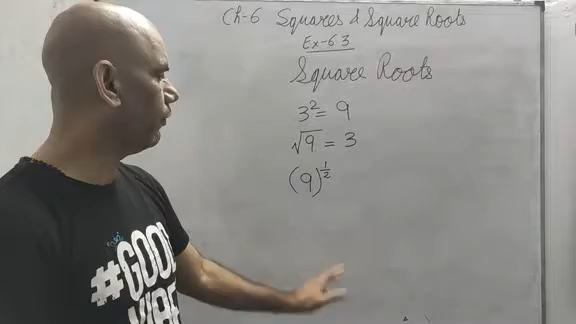 Ch-6 Squares & Square Roots
Ex-6 3
Square Roots
3² = 9
√9 = 3
(9)^{1/2}
#GOOD
VIBE